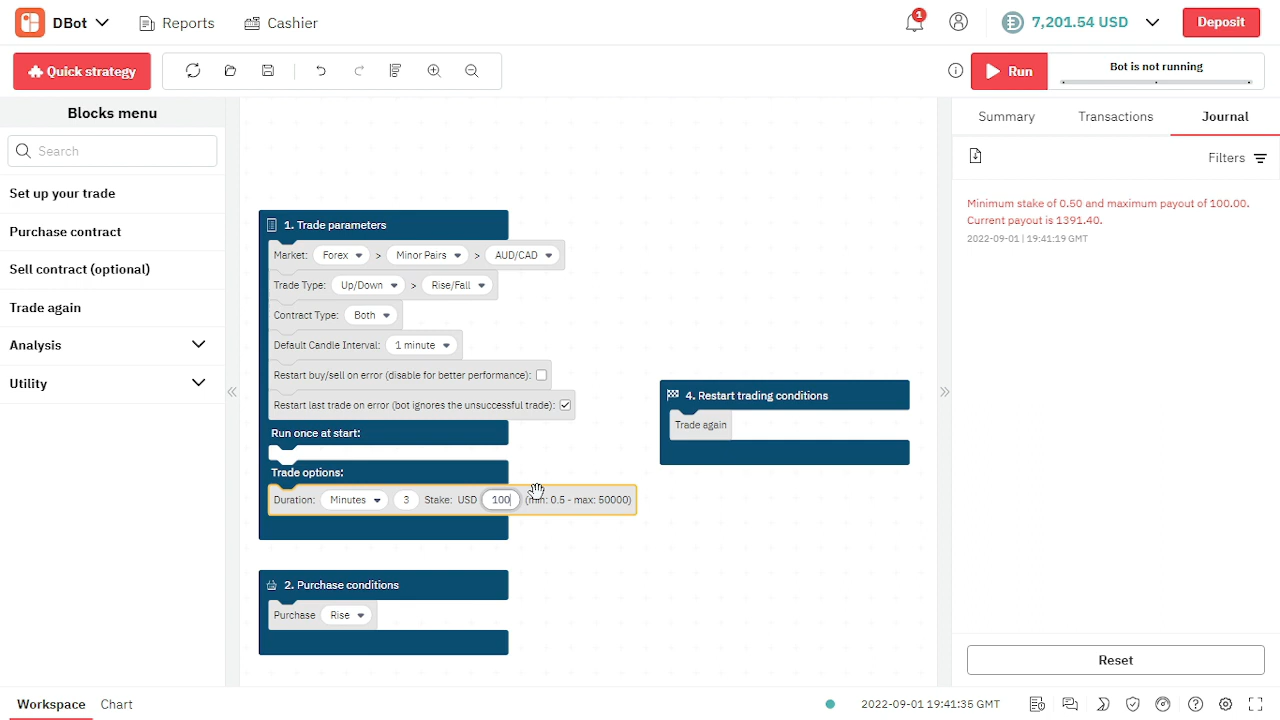 DBot
Reports
Cashier
1
7,201.54 USD
Deposit
Quick strategy
Run
Bot is not running
Blocks menu
Search
Set up your trade
Purchase contract
Sell contract (optional)
Trade again
Analysis
Utility
1. Trade parameters
Market: Forex > Minor Pairs > AUD/CAD
Trade Type: Up/Down > Rise/Fall
Contract Type: Both
Default Candle Interval: 1 minute
Restart buy/sell on error (disable for better performance):
Restart last trade on error (bot ignores the unsuccessful trade):
Run once at start:
Trade options:
Duration: Minutes 3 Stake: USD 100 (min: 0.5 - max: 50000)
2. Purchase conditions
Purchase Rise
4. Restart trading conditions
Trade again
Summary Transactions Journal
Filters
Minimum stake of 0.50 and maximum payout of 100.00.
Current payout is 1391.40.
2022-09-01 | 19:41:19 GMT
Reset
Workspace Chart
2022-09-01 19:41:35 GMT